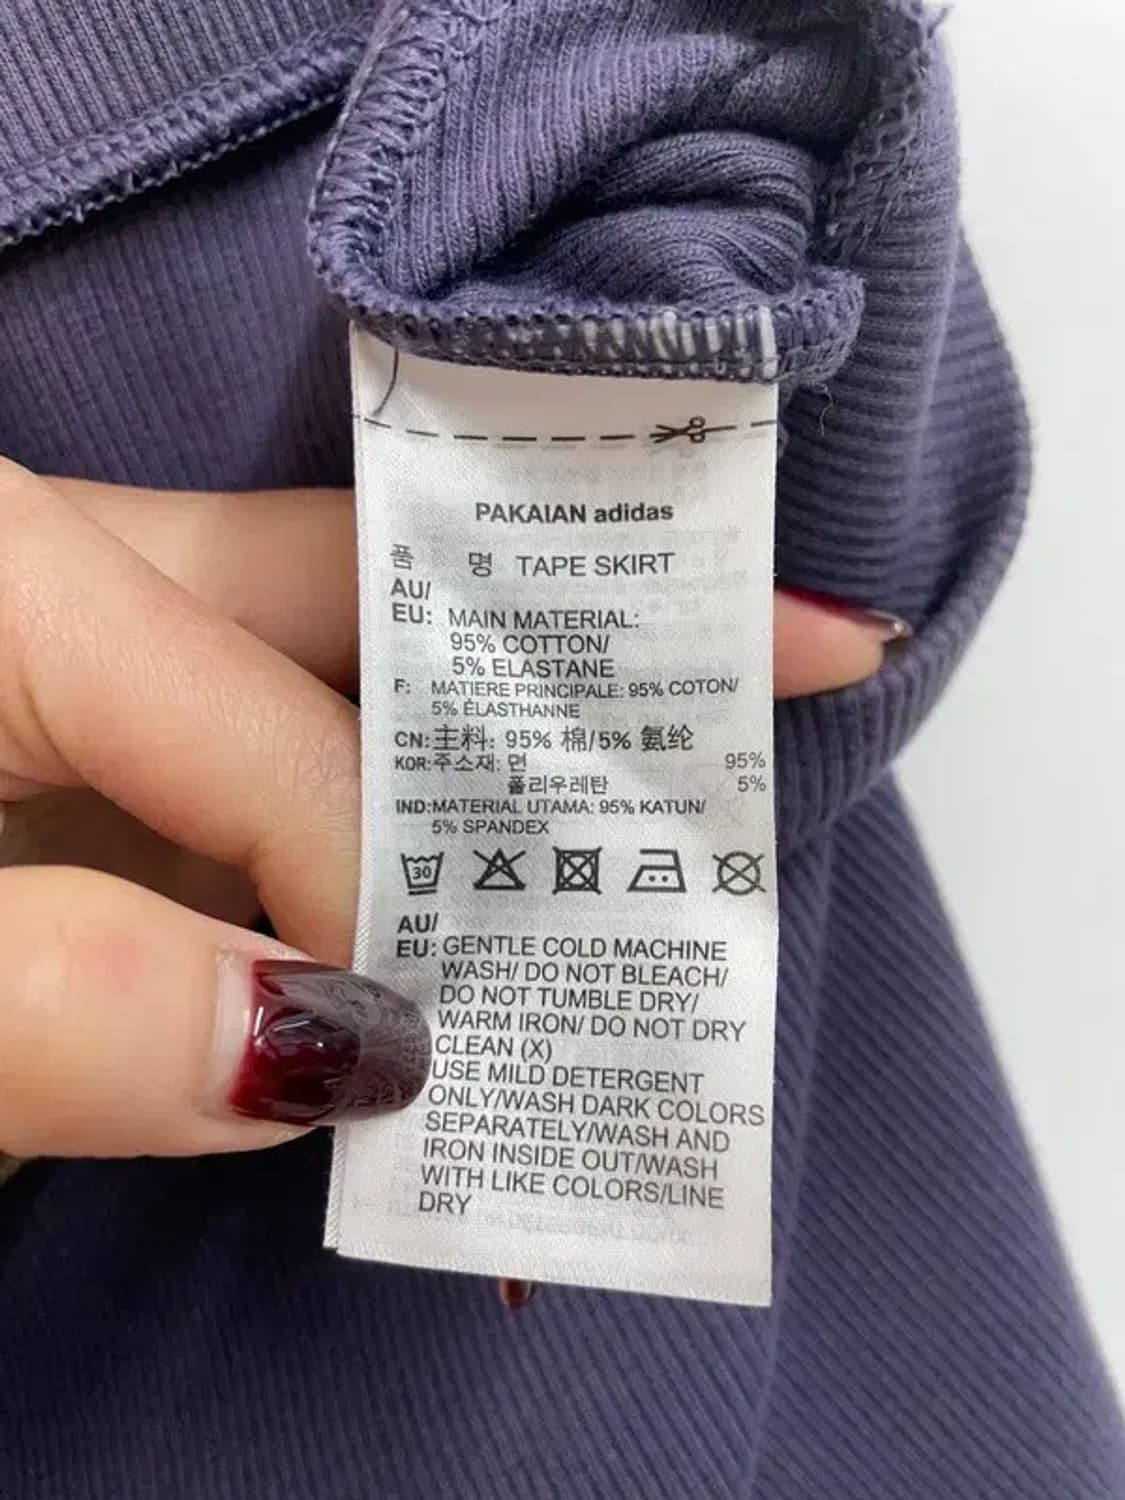 PAKAIAN adidas
품 명 TAPE SKIRT
AU/
EU: MAIN MATERIAL:
95% COTTON/
5% ELASTANE
F: MATIERE PRINCIPALE: 95% COTON/
5% ÉLASTHANNE
CN:主料: 95% 棉/5% 氨纶
KOR:주소재: 면 95%
폴리우레탄 5%
IND:MATERIAL UTAMA: 95% KATUN/
5% SPANDEX
30
AU/
EU: GENTLE COLD MACHINE
WASH/ DO NOT BLEACH/
DO NOT TUMBLE DRY/
WARM IRON/ DO NOT DRY
CLEAN (X)
USE MILD DETERGENT
ONLY/WASH DARK COLORS
SEPARATELY/WASH AND
IRON INSIDE OUT/WASH
WITH LIKE COLORS/LINE
DRY